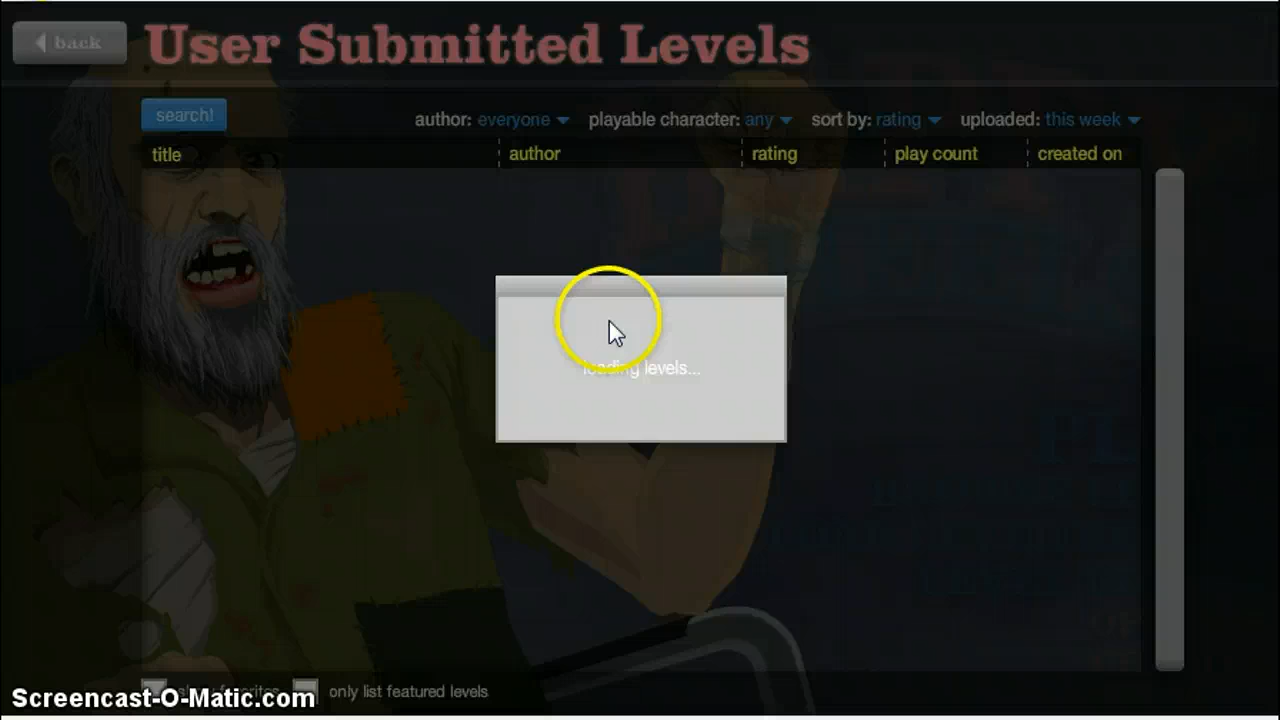 back
User Submitted Levels
search!
author: everyone playable character: any sort by: rating uploaded: this week
title author rating play count created on
loading levels...
only list featured levels
Screencast-O-Matic.com